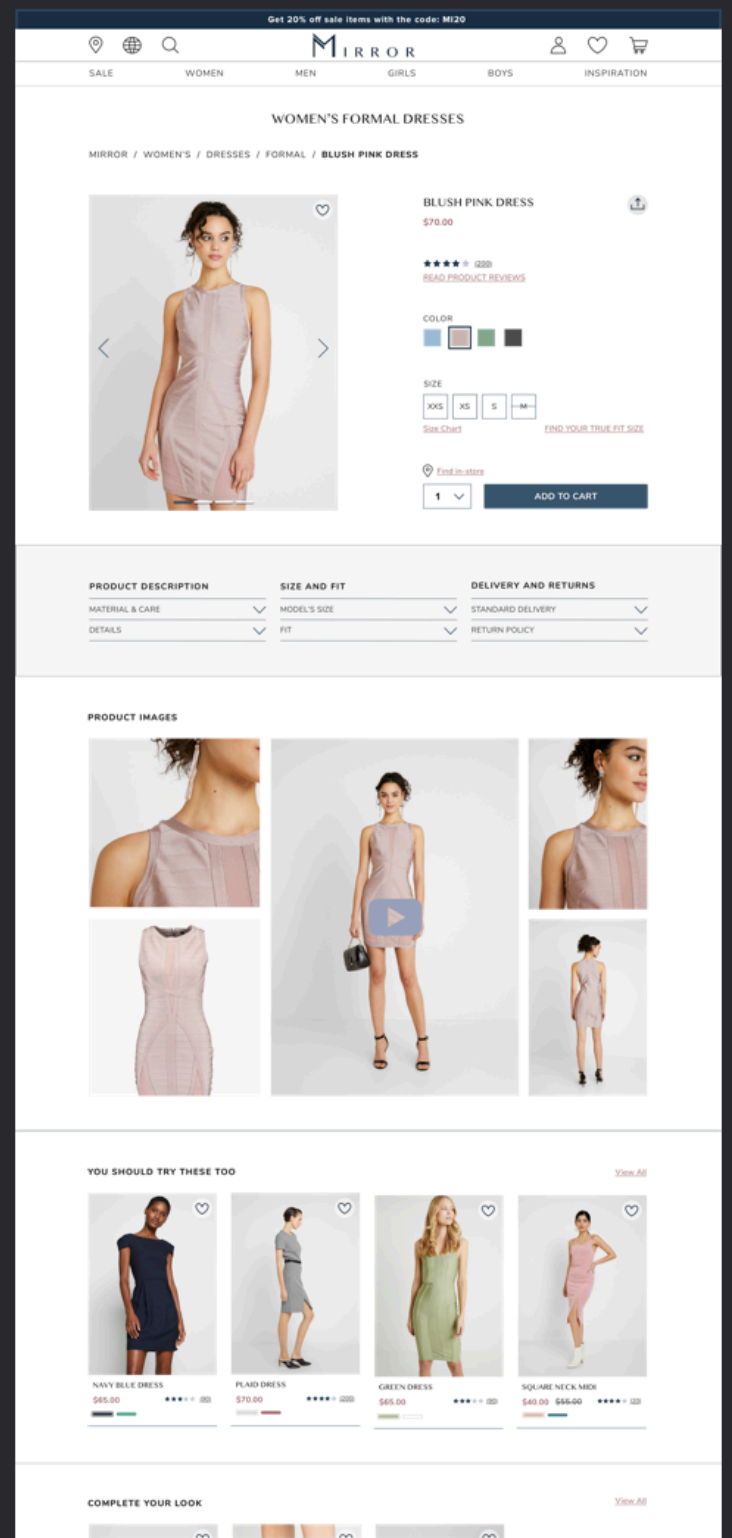 Get 20% off sale items with the code: MI20
MIRROR
SALE WOMEN MEN GIRLS BOYS INSPIRATION
WOMEN'S FORMAL DRESSES
MIRROR / WOMEN'S / DRESSES / FORMAL / BLUSH PINK DRESS
BLUSH PINK DRESS
$70.00
(200)
READ PRODUCT REVIEWS
COLOR
SIZE
XXS XS S M
Size Chart FIND YOUR TRUE FIT SIZE
Find in-store
1 ADD TO CART
PRODUCT DESCRIPTION
MATERIAL & CARE
DETAILS
SIZE AND FIT
MODEL'S SIZE
FIT
DELIVERY AND RETURNS
STANDARD DELIVERY
RETURN POLICY
PRODUCT IMAGES
YOU SHOULD TRY THESE TOO View All
NAVY BLUE DRESS
$65.00
PLAID DRESS
$70.00 (200)
GREEN DRESS
$65.00
SQUARE NECK MIDI
$40.00 $55.00
COMPLETE YOUR LOOK View All